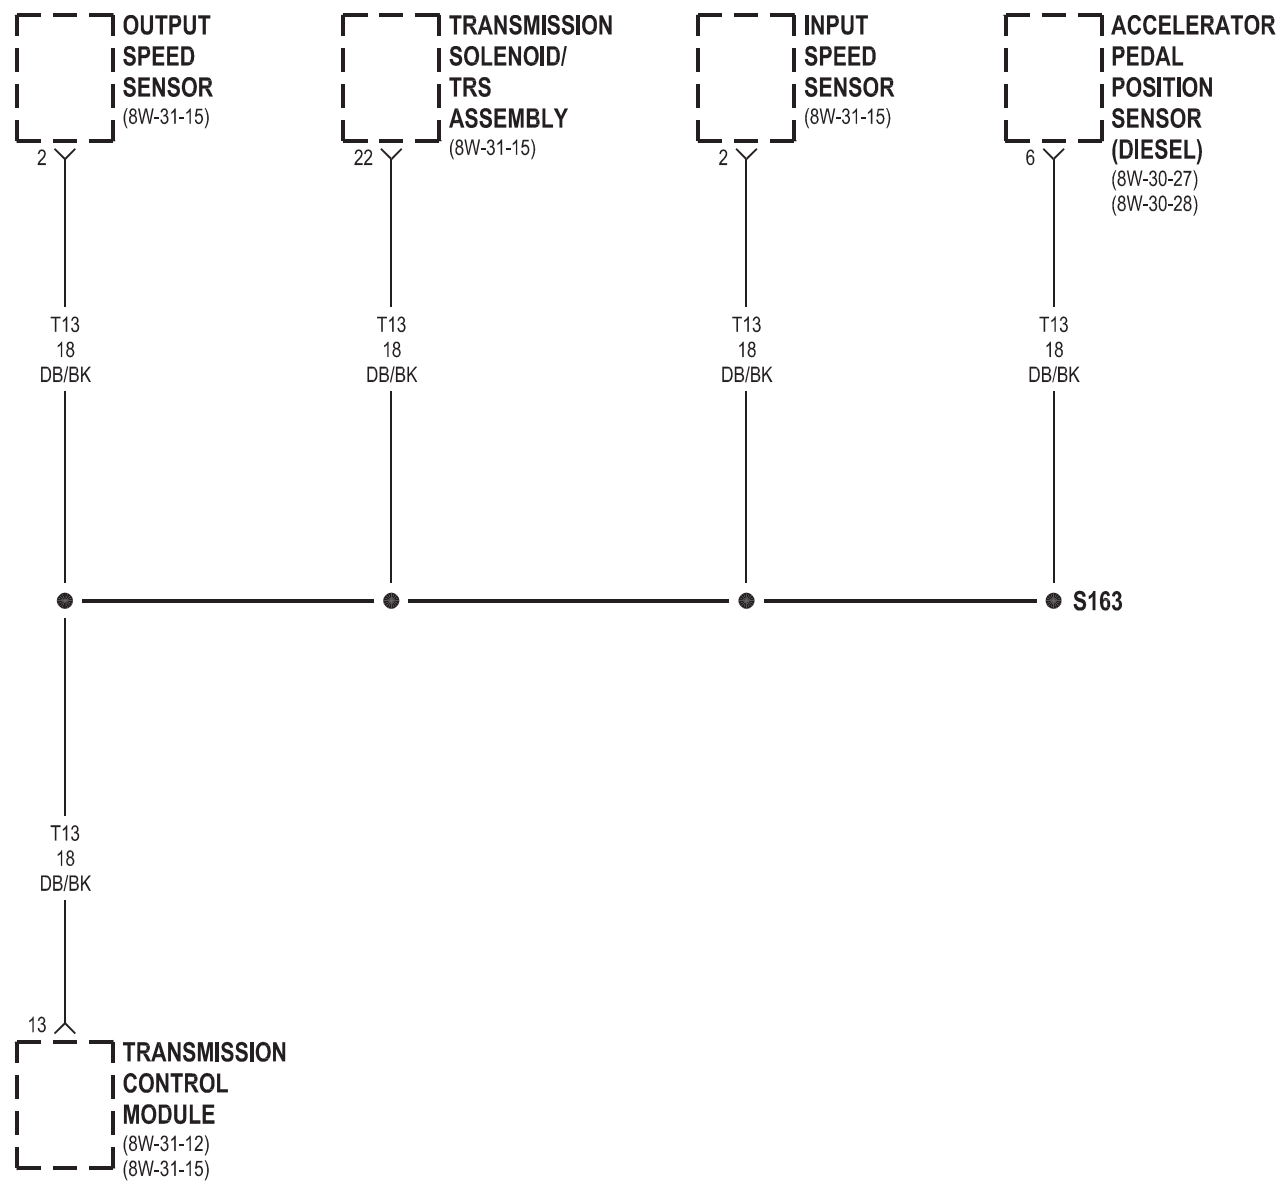 OUTPUT
SPEED
SENSOR
(8W-31-15)
2
TRANSMISSION
SOLENOID/
TRS
ASSEMBLY
(8W-31-15)
22
INPUT
SPEED
SENSOR
(8W-31-15)
2
ACCELERATOR
PEDAL
POSITION
SENSOR
(DIESEL)
(8W-30-27)
(8W-30-28)
6
T13
18
DB/BK
T13
18
DB/BK
T13
18
DB/BK
T13
18
DB/BK
S163
T13
18
DB/BK
13
TRANSMISSION
CONTROL
MODULE
(8W-31-12)
(8W-31-15)